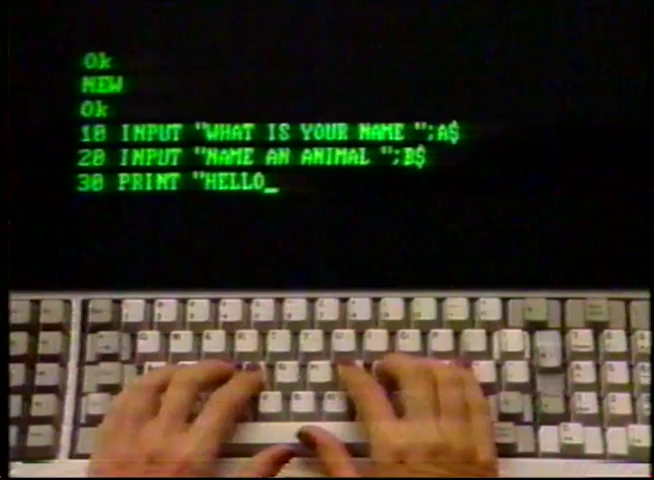 Ok
NEW
Ok
10 INPUT "WHAT IS YOUR NAME ";A$
20 INPUT "NAME AN ANIMAL ";B$
30 PRINT "HELLO_